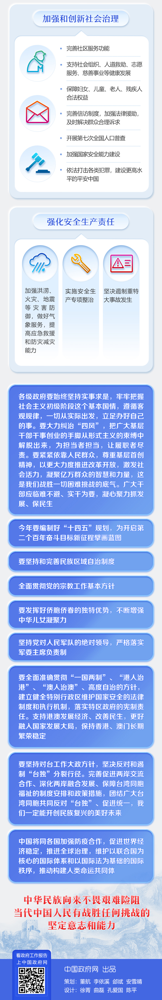 加强和创新社会治理
完善社区服务功能
支持社会组织、人道救助、志愿
服务、慈善事业等健康发展
保障妇女、儿童、老人、残疾人
合法权益
完善信访制度，加强法律援助，
及时解决群众合理诉求
开展第七次全国人口普查
加强国家安全能力建设
依法打击各类犯罪，建设更高水
平的平安中国
强化安全生产责任
加强洪涝、
火灾、地震
等灾害防
御，做好气
象服务，提
高应急救援
和防灾减灾
能力
实施安全生
产专项整治
坚决遏制重特
大事故发生
各级政府要始终坚持实事求是，牢牢把握
社会主义初级阶段这个基本国情，遵循客
观规律，一切从实际出发，立足办好自己
的事。要大力纠治“四风”，把广大基层
干部干事创业的手脚从形式主义的束缚中
解脱出来，为担当者担当，让履职者尽
责。要紧紧依靠人民群众，尊重基层首创
精神，以更大力度推进改革开放，激发社
会活力，凝聚亿万群众的智慧和力量，这
是我们战胜一切困难挑战的底气。广大干
部应临难不避、实干为要，凝心聚力抓发
展、保民生
今年要编制好“十四五”规划，为开启第
二个百年奋斗目标新征程擘画蓝图
要坚持和完善民族区域自治制度
全面贯彻党的宗教工作基本方针
要发挥好侨胞侨眷的独特优势，不断增强
中华儿女凝聚力
坚持党对人民军队的绝对领导，严格落实
军委主席负责制
要全面准确贯彻“一国两制”、“港人治
港”、“澳人治澳”、高度自治的方针，
建立健全特别行政区维护国家安全的法律
制度和执行机制，落实特区政府的宪制责
任。支持港澳发展经济、改善民生，更好
融入国家发展大局，保持香港、澳门长期
繁荣稳定
要坚持对台工作大政方针，坚决反对和遏
制“台独”分裂行径。完善促进两岸交流
合作、深化两岸融合发展、保障台湾同胞
福祉的制度安排和政策措施，团结广大台
湾同胞共同反对“台独”、促进统一，我
们一定能开创民族复兴的美好未来
中国将同各国加强防疫合作，促进世界经
济稳定，推进全球治理，维护以联合国为
核心的国际体系和以国际法为基础的国际
秩序，推动构建人类命运共同体
中华民族向来不畏艰难险阻
当代中国人民有战胜任何挑战的
坚定意志和能力
看政府工作报告
上中国政府网
中国政府网 出品
策划：董航 李依溪 郐斌 安雪晴
设计：徐菁 曲磊 孔爱国 陈平